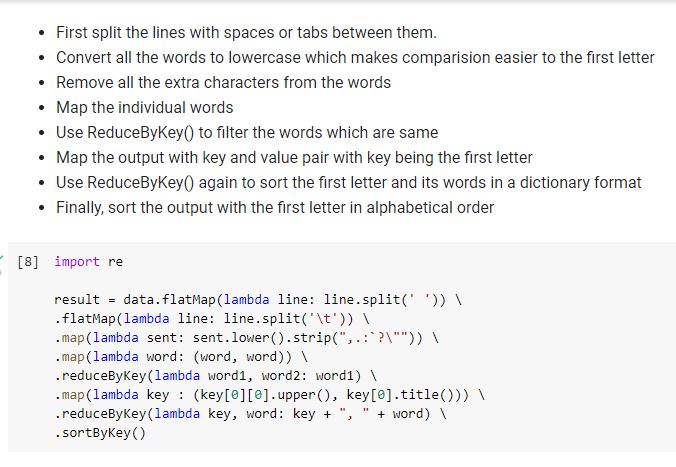 First split the lines with spaces or tabs between them.
Convert all the words to lowercase which makes comparision easier to the first letter
Remove all the extra characters from the words
Map the individual words
Use ReduceByKey() to filter the words which are same
Map the output with key and value pair with key being the first letter
Use ReduceByKey() again to sort the first letter and its words in a dictionary format
Finally, sort the output with the first letter in alphabetical order
[8] import re
result = data.flatMap(lambda line: line.split(' ')) \
.flatMap(lambda line: line.split('\t')) \
.map(lambda sent: sent.lower().strip(",.:`?\"")) \
.map(lambda word: (word, word)) \
.reduceByKey(lambda word1, word2: word1) \
.map(lambda key : (key[0][0].upper(), key[0].title())) \
.reduceByKey(lambda key, word: key + ", " + word) \
.sortByKey()